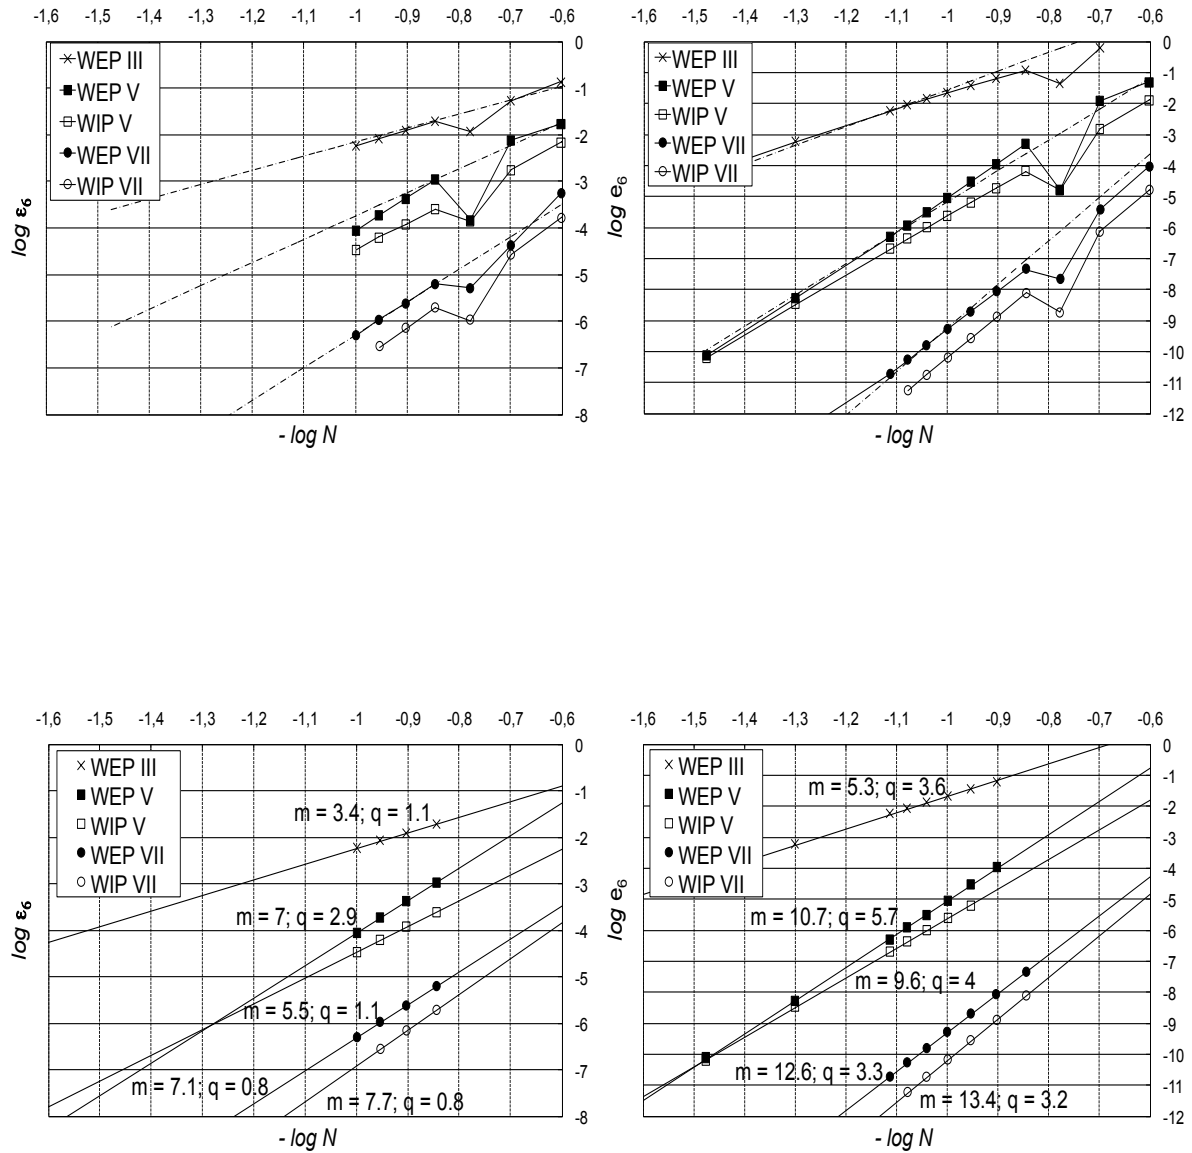 -1,6 -1,5 -1,4 -1,3 -1,2 -1,1 -1 -0,9 -0,8 -0,7 -0,6
0
-1
-2
-3
-4
-5
-6
-7
-8
WEP III
WEP V
WIP V
WEP VII
WIP VII
log ε6
- log N
-1,6 -1,5 -1,4 -1,3 -1,2 -1,1 -1 -0,9 -0,8 -0,7 -0,6
0
-1
-2
-3
-4
-5
-6
-7
-8
-9
-10
-11
-12
WEP III
WEP V
WIP V
WEP VII
WIP VII
log e6
- log N
-1,6 -1,5 -1,4 -1,3 -1,2 -1,1 -1 -0,9 -0,8 -0,7 -0,6
0
-1
-2
-3
-4
-5
-6
-7
-8
WEP III
WEP V
WIP V
WEP VII
WIP VII
m = 3.4; q = 1.1
m = 7; q = 2.9
m = 5.5; q = 1.1
m = 7.1; q = 0.8
m = 7.7; q = 0.8
log ε6
- log N
-1,6 -1,5 -1,4 -1,3 -1,2 -1,1 -1 -0,9 -0,8 -0,7 -0,6
0
-1
-2
-3
-4
-5
-6
-7
-8
-9
-10
-11
-12
WEP III
WEP V
WIP V
WEP VII
WIP VII
m = 5.3; q = 3.6
m = 10.7; q = 5.7
m = 9.6; q = 4
m = 12.6; q = 3.3
m = 13.4; q = 3.2
log e6
- log N